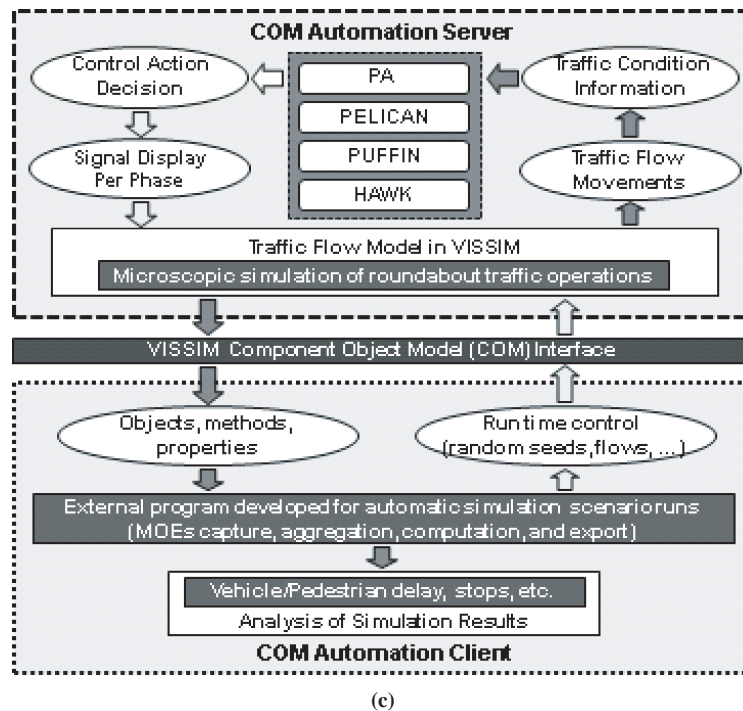 COM Automation Server
Control Action
Decision
PA
PELICAN
PUFFIN
HAWK
Traffic Condition
Information
Signal Display
Per Phase
Traffic Flow
Movements
Traffic Flow Model in VISSIM
Microscopic simulation of roundabout traffic operations
VISSIM Component Object Model (COM) Interface
Objects, methods,
properties
Runtime control
(random seeds, flows, ...)
External program developed for automatic simulation scenario runs
(MOEs capture, aggregation, computation, and export)
Vehicle/Pedestrian delay, stops, etc.
Analysis of Simulation Results
COM Automation Client
(c)